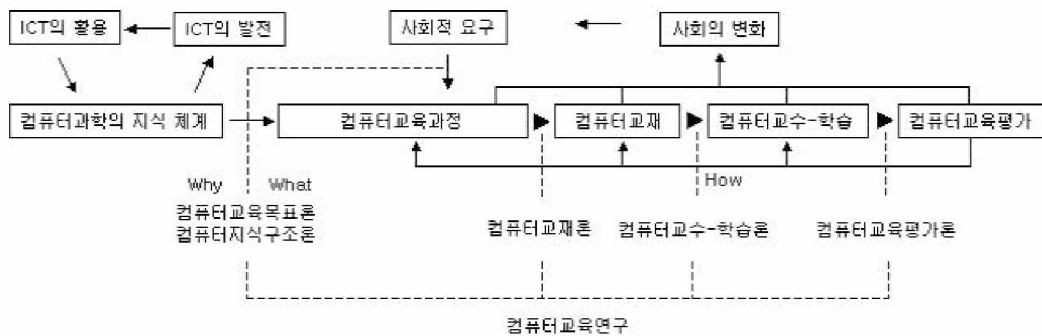 ICT의 활용
ICT의 발전
사회적 요구
사회의 변화
컴퓨터과학의 지식 체계
컴퓨터교육과정
컴퓨터교재
컴퓨터교수-학습
컴퓨터교육평가
Why What
How
컴퓨터교육목표론
컴퓨터지식구조론
컴퓨터교재론
컴퓨터교수-학습론
컴퓨터교육평가론
컴퓨터교육연구